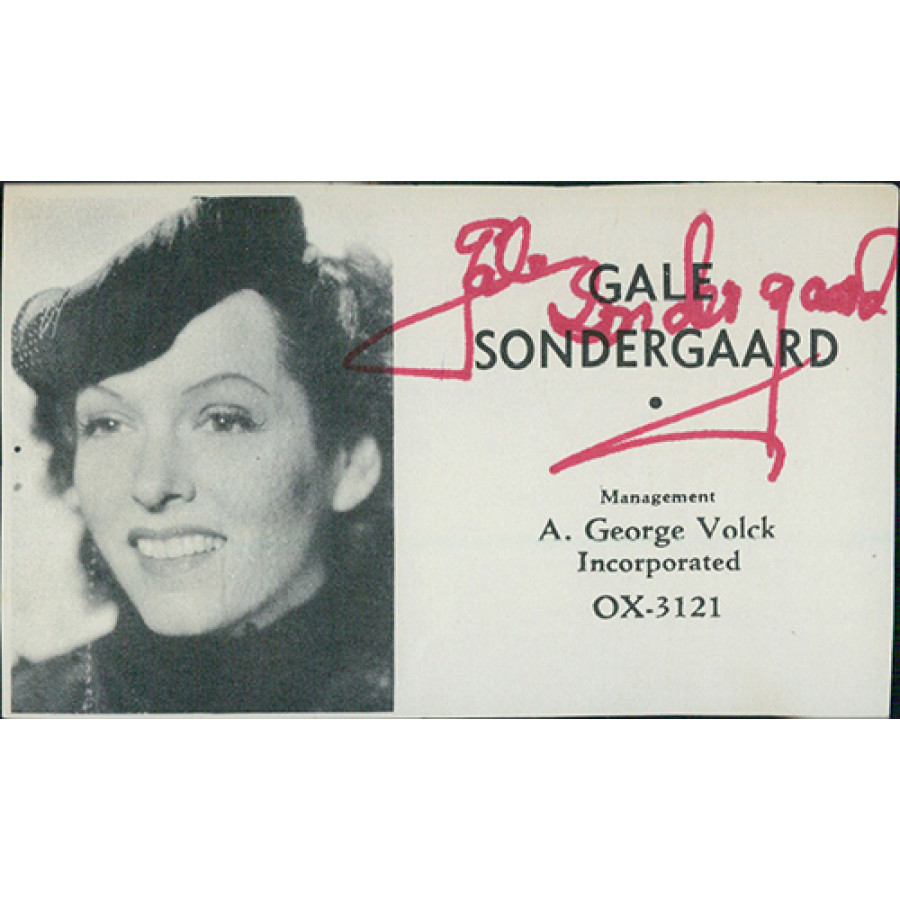 Gale Sondergaard
GALE
SONDERGAARD
•
Management
A. George Volck
Incorporated
OX-3121